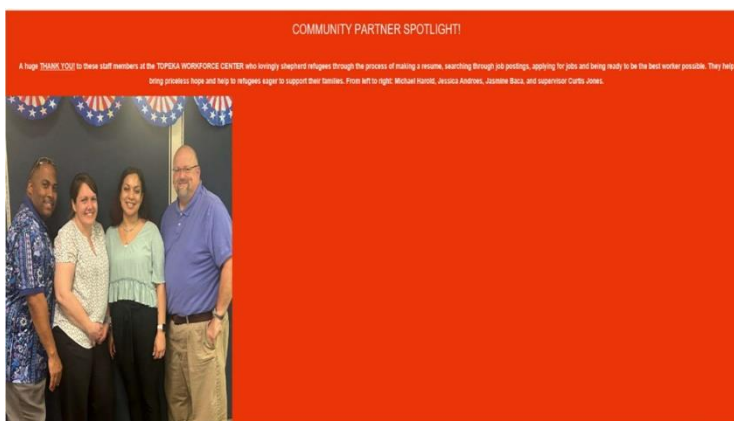 COMMUNITY PARTNER SPOTLIGHT!
A huge THANK YOU! to these staff members at the TOPEKA WORKFORCE CENTER who lovingly shepherd refugees through the process of making a resume, searching through job postings, applying for jobs and being ready to be the best worker possible. They help
bring priceless hope and help to refugees eager to support their families. From left to right: Michael Harold, Jessica Androes, Jasmine Baca, and supervisor Curtis Jones.